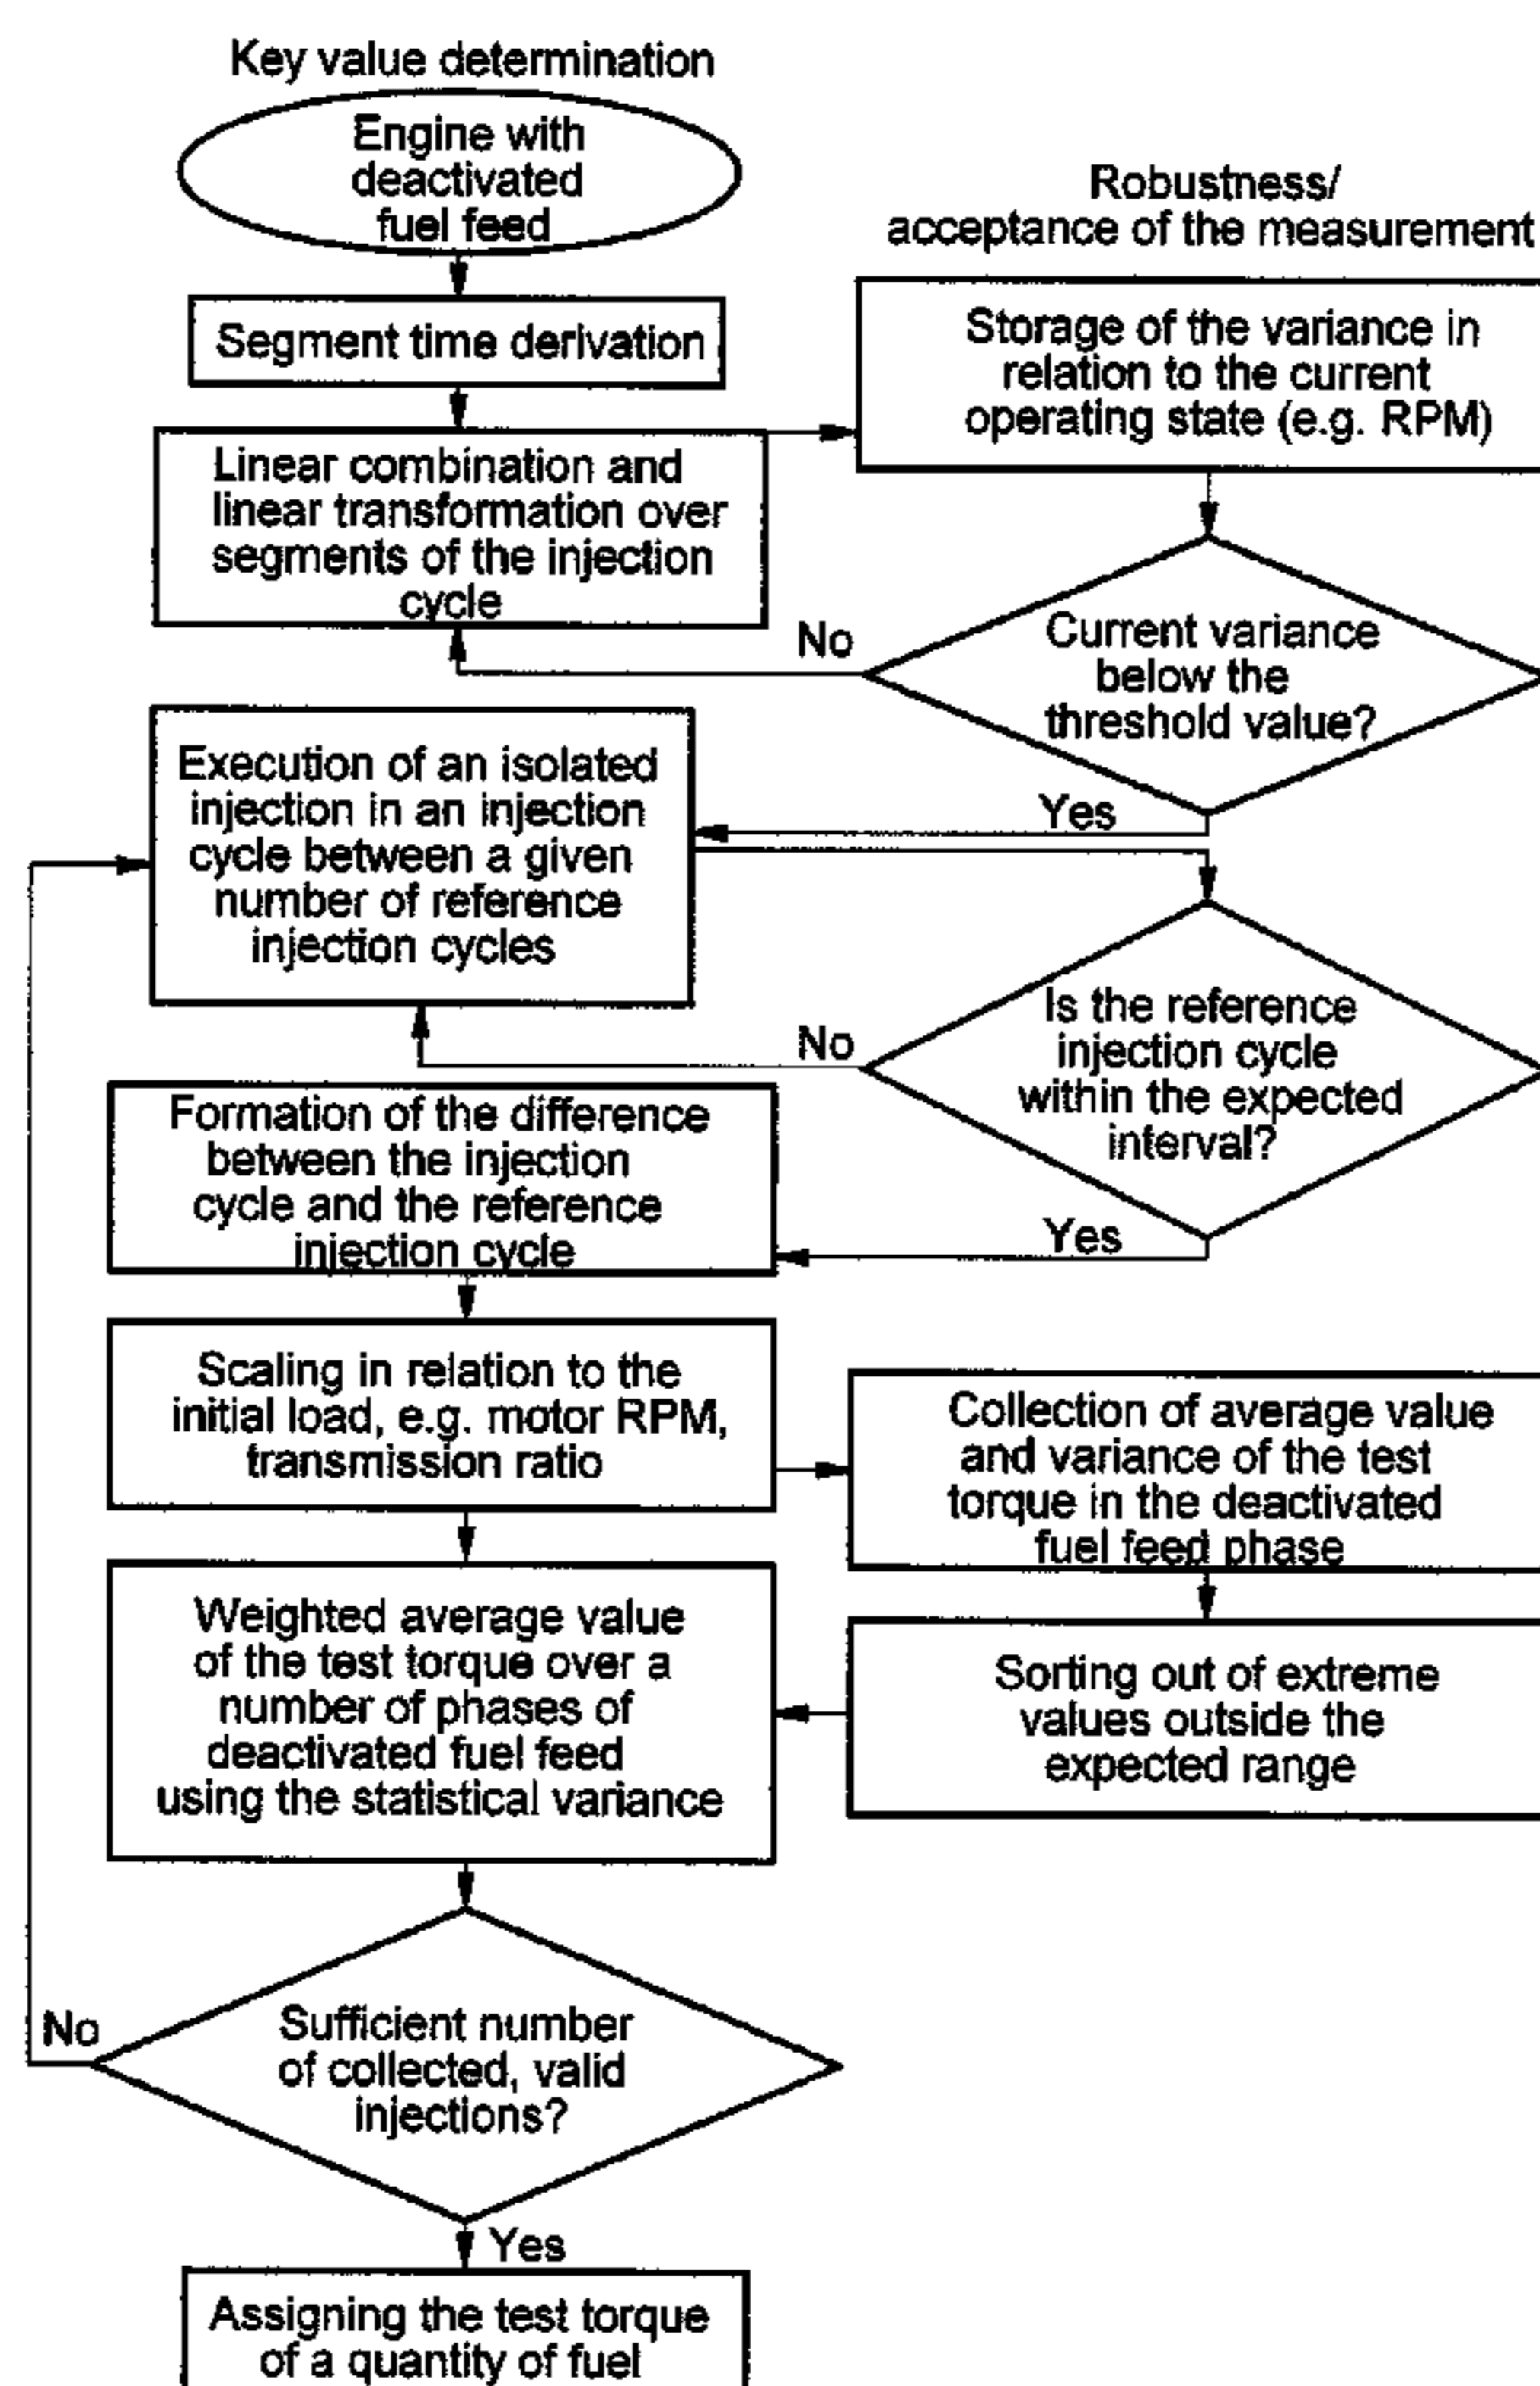 Key value determination
Engine with
deactivated
fuel feed
Segment time derivation
Linear combination and
linear transformation over
segments of the injection
cycle
Robustness/
acceptance of the measurement
Storage of the variance in
relation to the current
operating state (e.g. RPM)
Current variance
below the
threshold value?
No
Yes
Execution of an isolated
injection in an injection
cycle between a given
number of reference
injection cycles
Is the reference
injection cycle
within the expected
interval?
No
Yes
Formation of the difference
between the injection
cycle and the reference
injection cycle
Scaling in relation to the
initial load, e.g. motor RPM,
transmission ratio
Collection of average value
and variance of the test
torque in the deactivated
fuel feed phase
Sorting out of extreme
values outside the
expected range
Weighted average value
of the test torque over a
number of phases of
deactivated fuel feed
using the statistical variance
Sufficient number
of collected, valid
injections?
No
Yes
Assigning the test torque
of a quantity of fuel